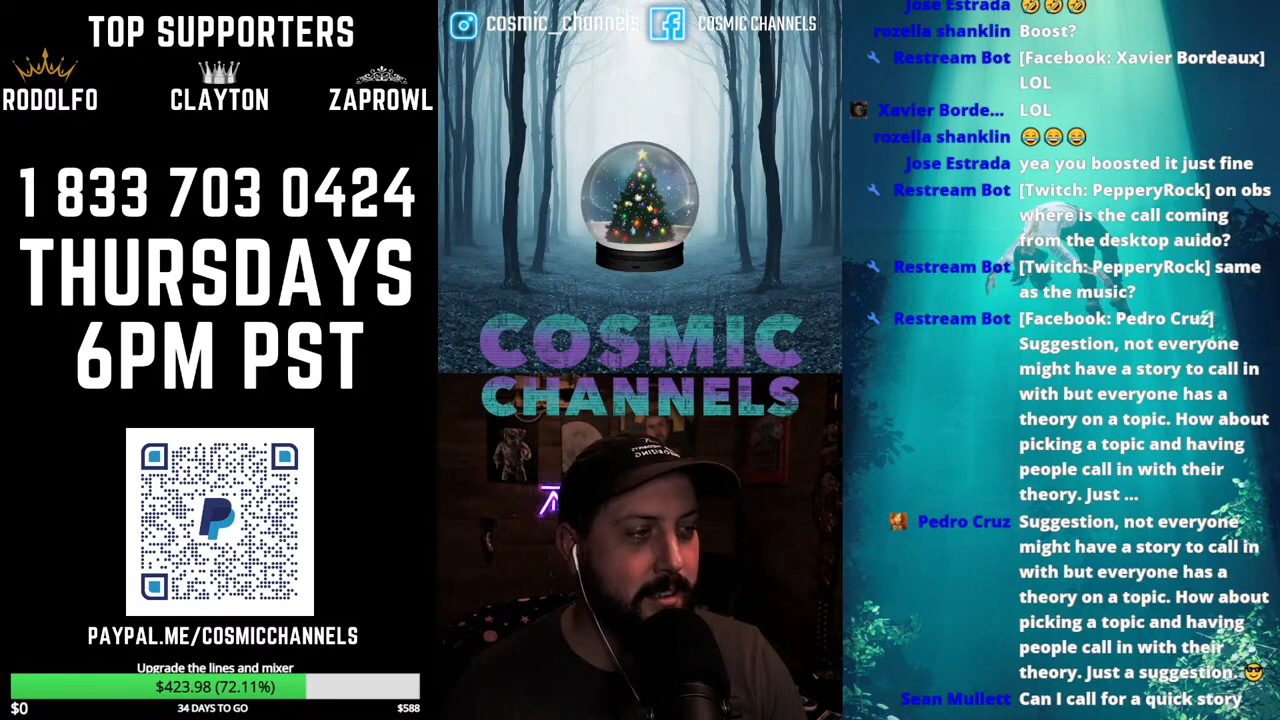 TOP SUPPORTERS
RODOLFO
CLAYTON
ZAPROWL
1 833 703 0424
THURSDAYS
6PM PST
PAYPAL.ME/COSMICCHANNELS
Upgrade the lines and mixer
$423.98 (72.11%)
$0
34 DAYS TO GO
$588
cosmic_channels
COSMIC CHANNELS
COSMIC
CHANNELS
Jose Estrada 🤣🤣🤣
rozella shanklin Boost?
Restream Bot [Facebook: Xavier Bordeaux]
LOL
Xavier Borde... LOL
rozella shanklin 😂😂😂
Jose Estrada yea you boosted it just fine
Restream Bot [Twitch: PepperyRock] on obs
where is the call coming
from the desktop auido?
Restream Bot [Twitch: PepperyRock] same
as the music?
Restream Bot [Facebook: Pedro Cruz]
Suggestion, not everyone
might have a story to call in
with but everyone has a
theory on a topic. How about
picking a topic and having
people call in with their
theory. Just ...
Pedro Cruz Suggestion, not everyone
might have a story to call in
with but everyone has a
theory on a topic. How about
picking a topic and having
people call in with their
theory. Just a suggestion. 😎
Sean Mullett Can I call for a quick story